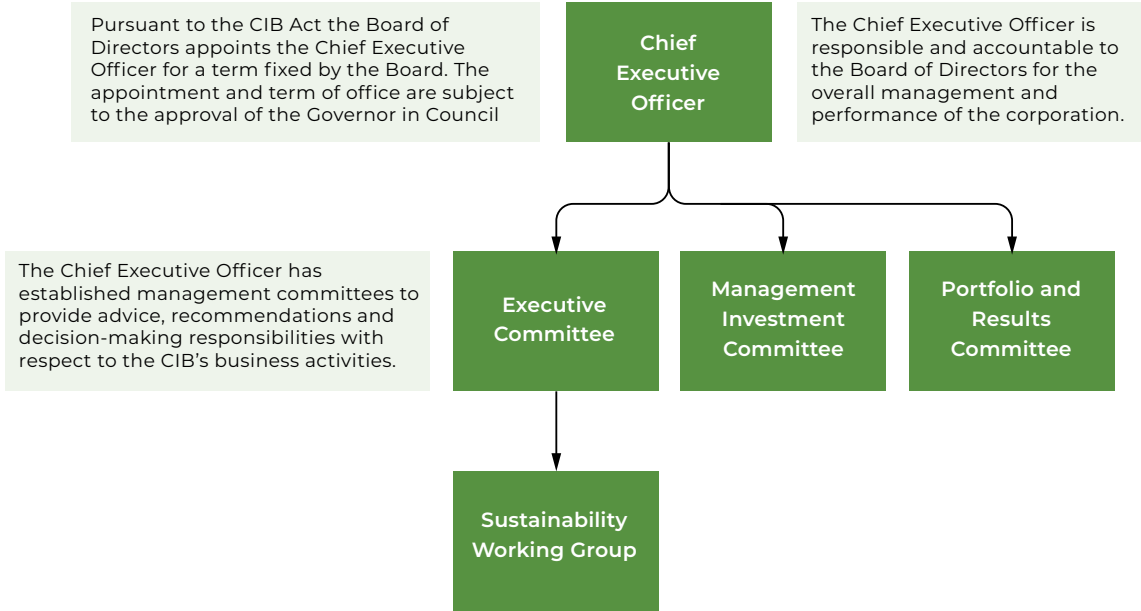 Pursuant to the CIB Act the Board of
Directors appoints the Chief Executive
Officer for a term fixed by the Board. The
appointment and term of office are subject
to the approval of the Governor in Council
Chief
Executive
Officer
The Chief Executive Officer is
responsible and accountable to
the Board of Directors for the
overall management and
performance of the corporation.
The Chief Executive Officer has
established management committees to
provide advice, recommendations and
decision-making responsibilities with
respect to the CIB’s business activities.
Executive
Committee
Management
Investment
Committee
Portfolio and
Results
Committee
Sustainability
Working Group